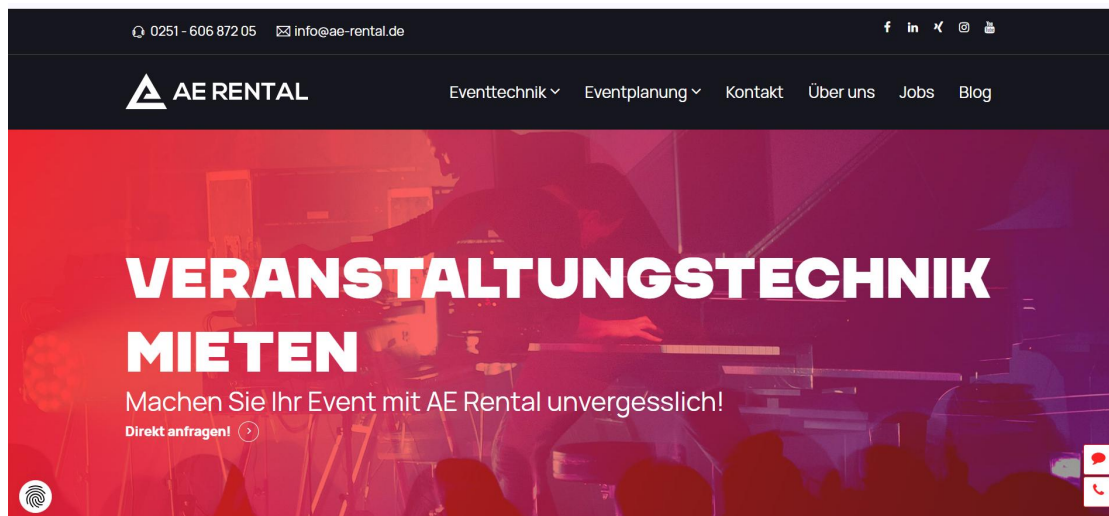 0251 - 606 872 05 info@ae-rental.de
AE RENTAL
Eventtechnik Eventplanung Kontakt Über uns Jobs Blog
VERANSTALTUNGSTECHNIK
MIETEN
Machen Sie Ihr Event mit AE Rental unvergesslich!
Direkt anfragen!